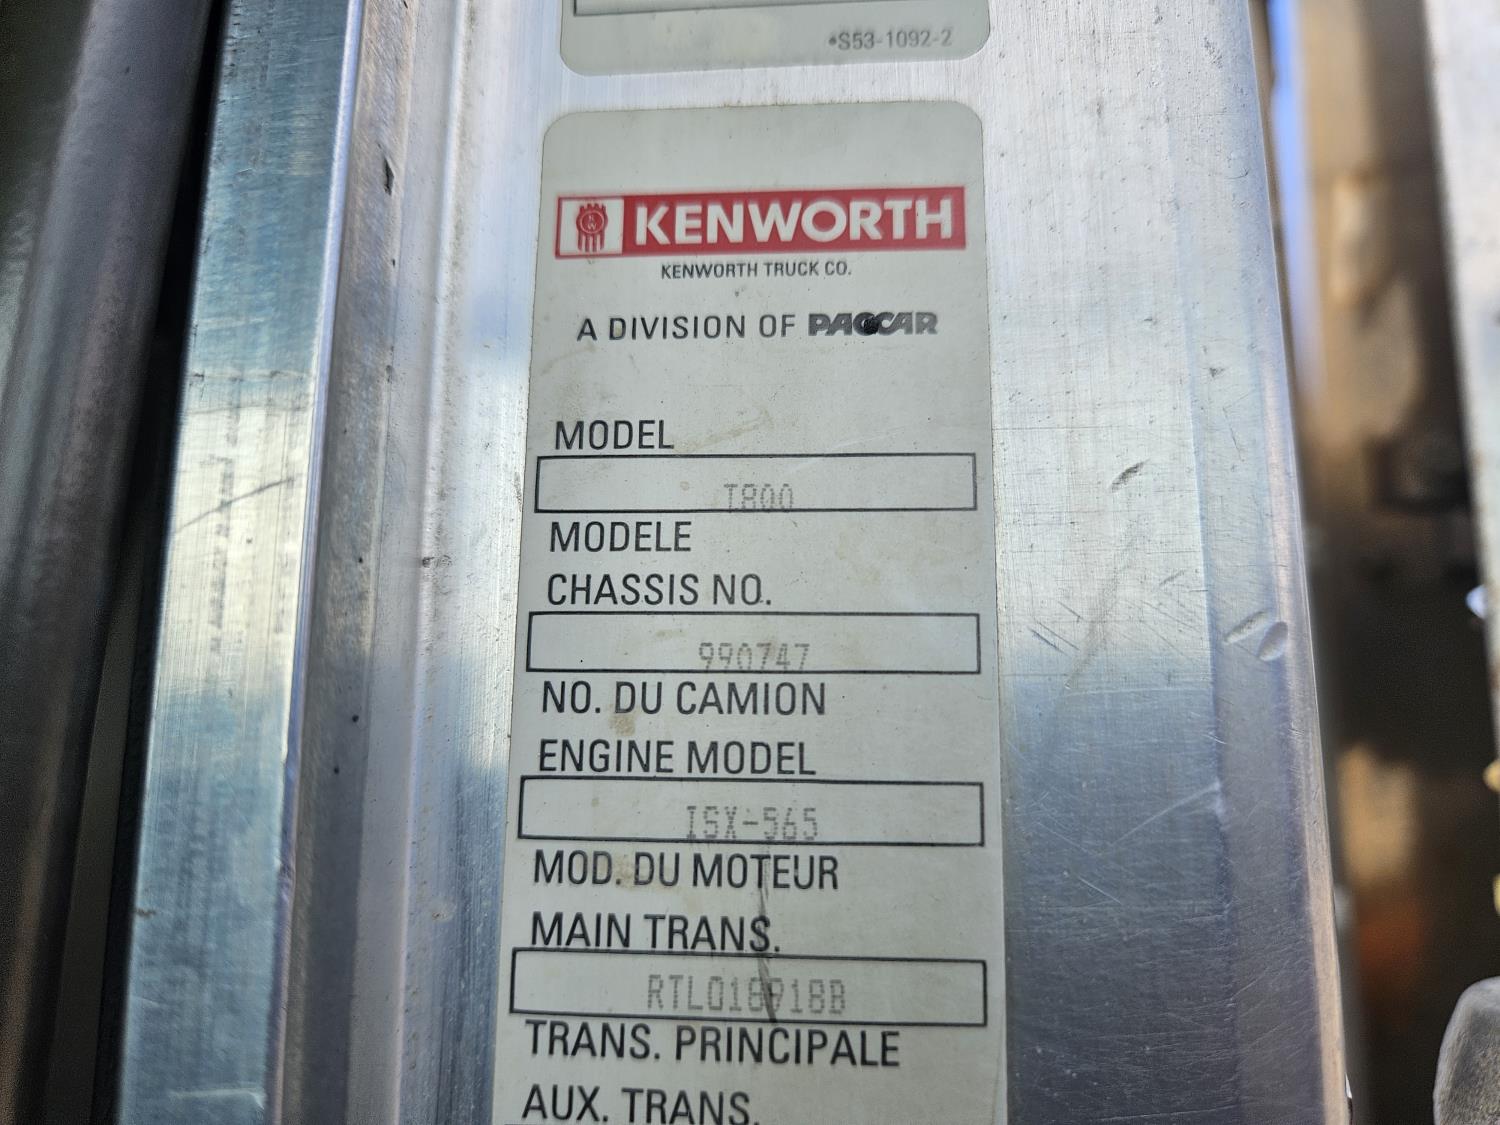 *S53-1092-2
KENWORTH
KENWORTH TRUCK CO.
A DIVISION OF PACCAR
MODEL
T800
MODELE
CHASSIS NO.
990747
NO. DU CAMION
ENGINE MODEL
ISX-565
MOD. DU MOTEUR
MAIN TRANS.
RTLO18918B
TRANS. PRINCIPALE
AUX. TRANS.